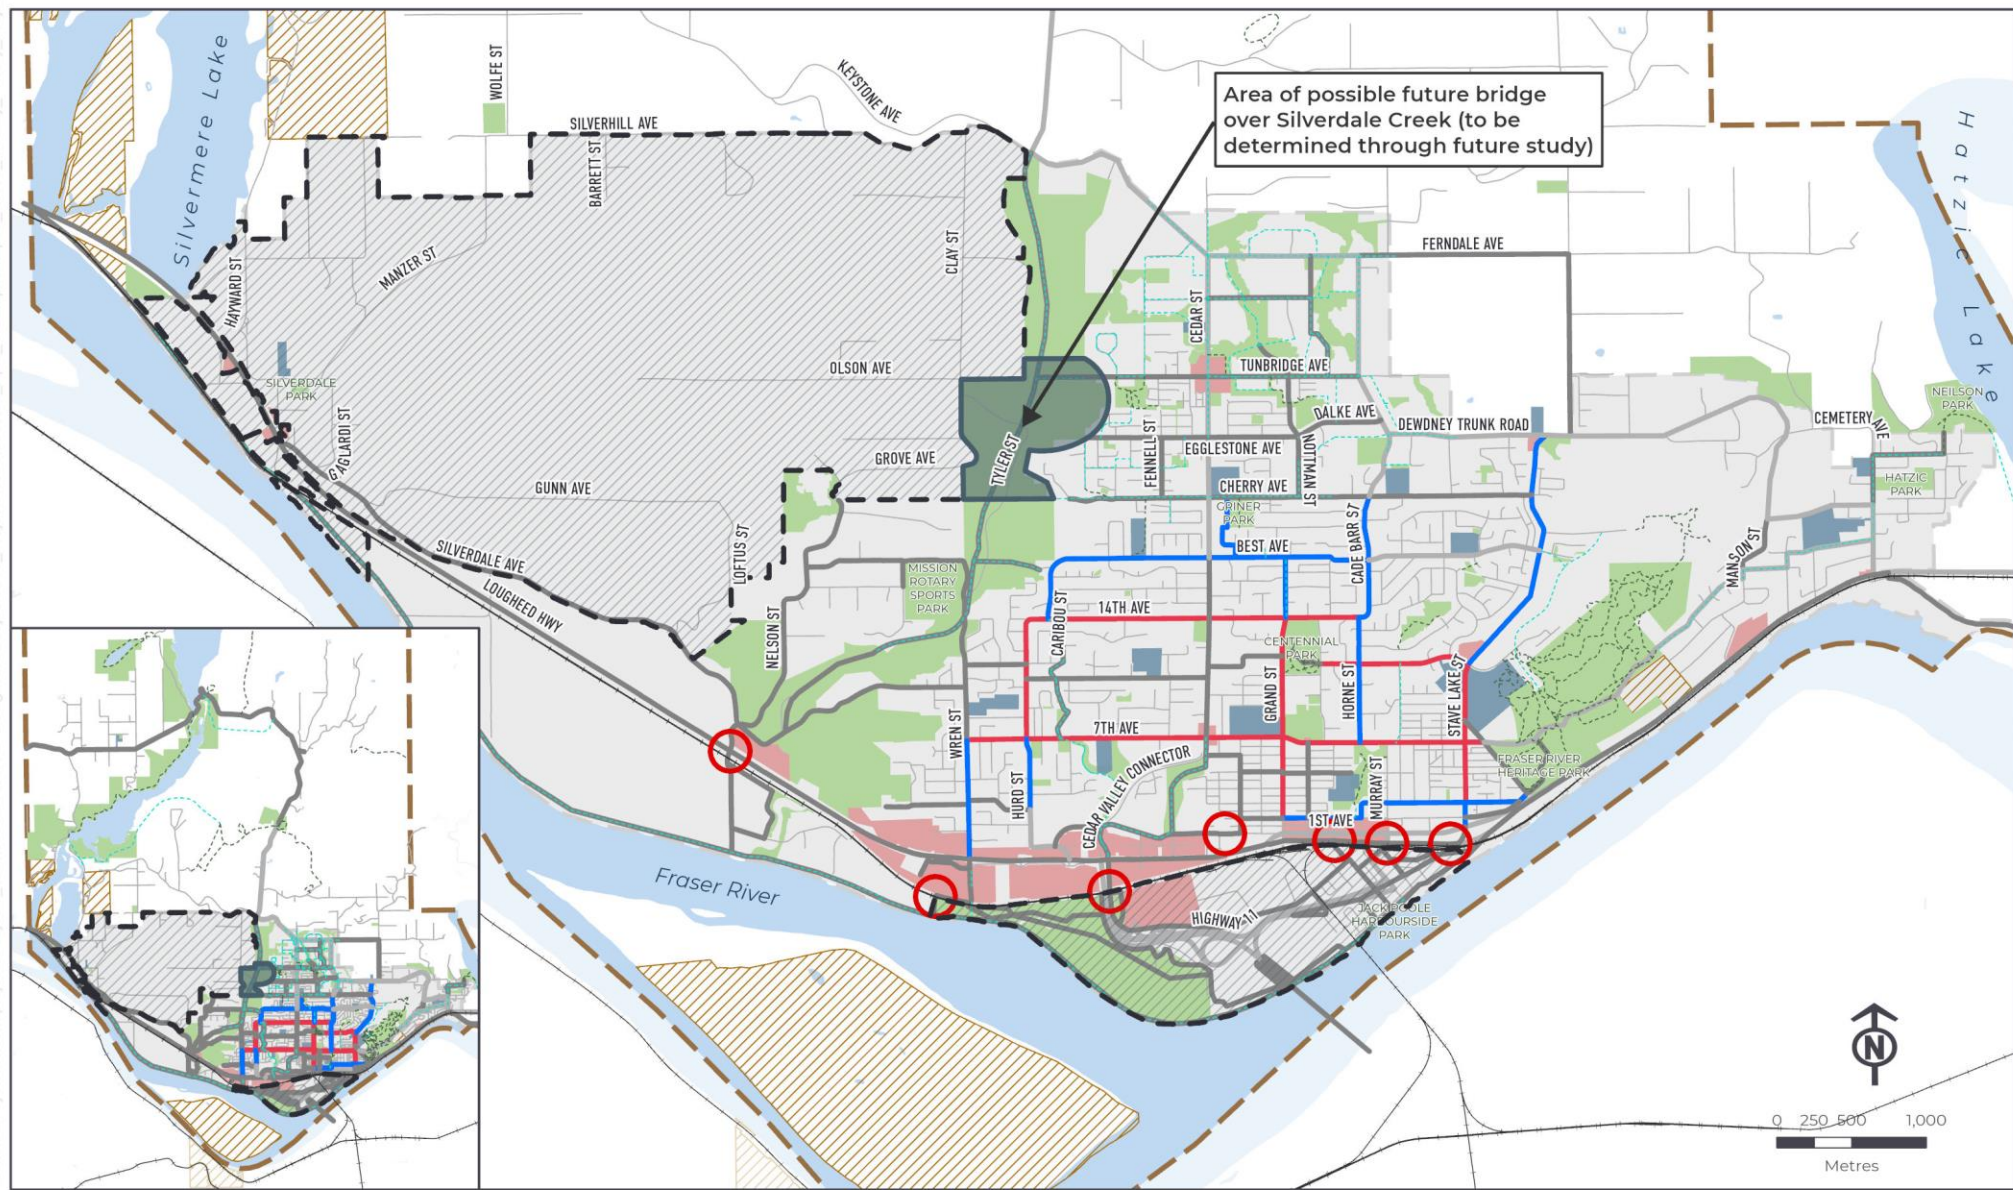 Area of possible future bridge
over Silverdale Creek (to be
determined through future study)
Silvermere Lake
Hatzic Lake
WOLFE ST
KEYSTONE AVE
SILVERHILL AVE
BARRETT ST
HAYWARD ST
MANZER ST
CLAY ST
FERNDALE AVE
CEDAR ST
OLSON AVE
TUNBRIDGE AVE
SILVERDALE
PARK
GAGLARDI ST
DALKE AVE
DEWDNEY TRUNK ROAD
NEILSON
PARK
CEMETERY AVE
TYLER ST
FENNELL ST
EGGLESTONE AVE
NOTTMAN ST
GROVE AVE
GUNN AVE
CHERRY AVE
GRINER
PARK
HATZIC
PARK
LOFTUS ST
SILVERDALE AVE
LOUGHEED HWY
BEST AVE
CADE BARR ST
MANSON ST
MISSION
ROTARY
SPORTS
PARK
NELSON ST
CARIBOU ST
14TH AVE
CENTENNIAL
PARK
GRAND ST
HORNE ST
STAVE LAKE ST
WREN ST
7TH AVE
HURD ST
CEDAR VALLEY CONNECTOR
MURRAY ST
FRASER RIVER
HERITAGE PARK
1ST AVE
Fraser River
HIGHWAY 11
JACK POOLE
HARBOURSIDE
PARK
N
0 250 500 1,000
Metres